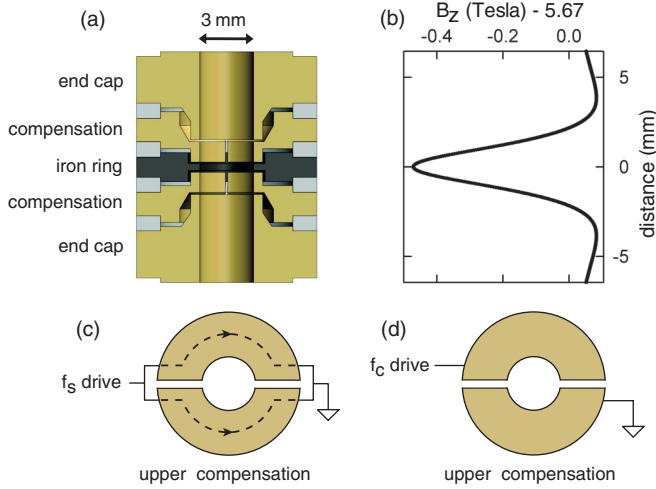 (a)
3 mm
end cap
compensation
iron ring
compensation
end cap
(b)
B_Z (Tesla) - 5.67
-0.4
-0.2
0.0
5
0
-5
distance (mm)
(c)
f_s drive
upper compensation
(d)
f_c drive
upper compensation